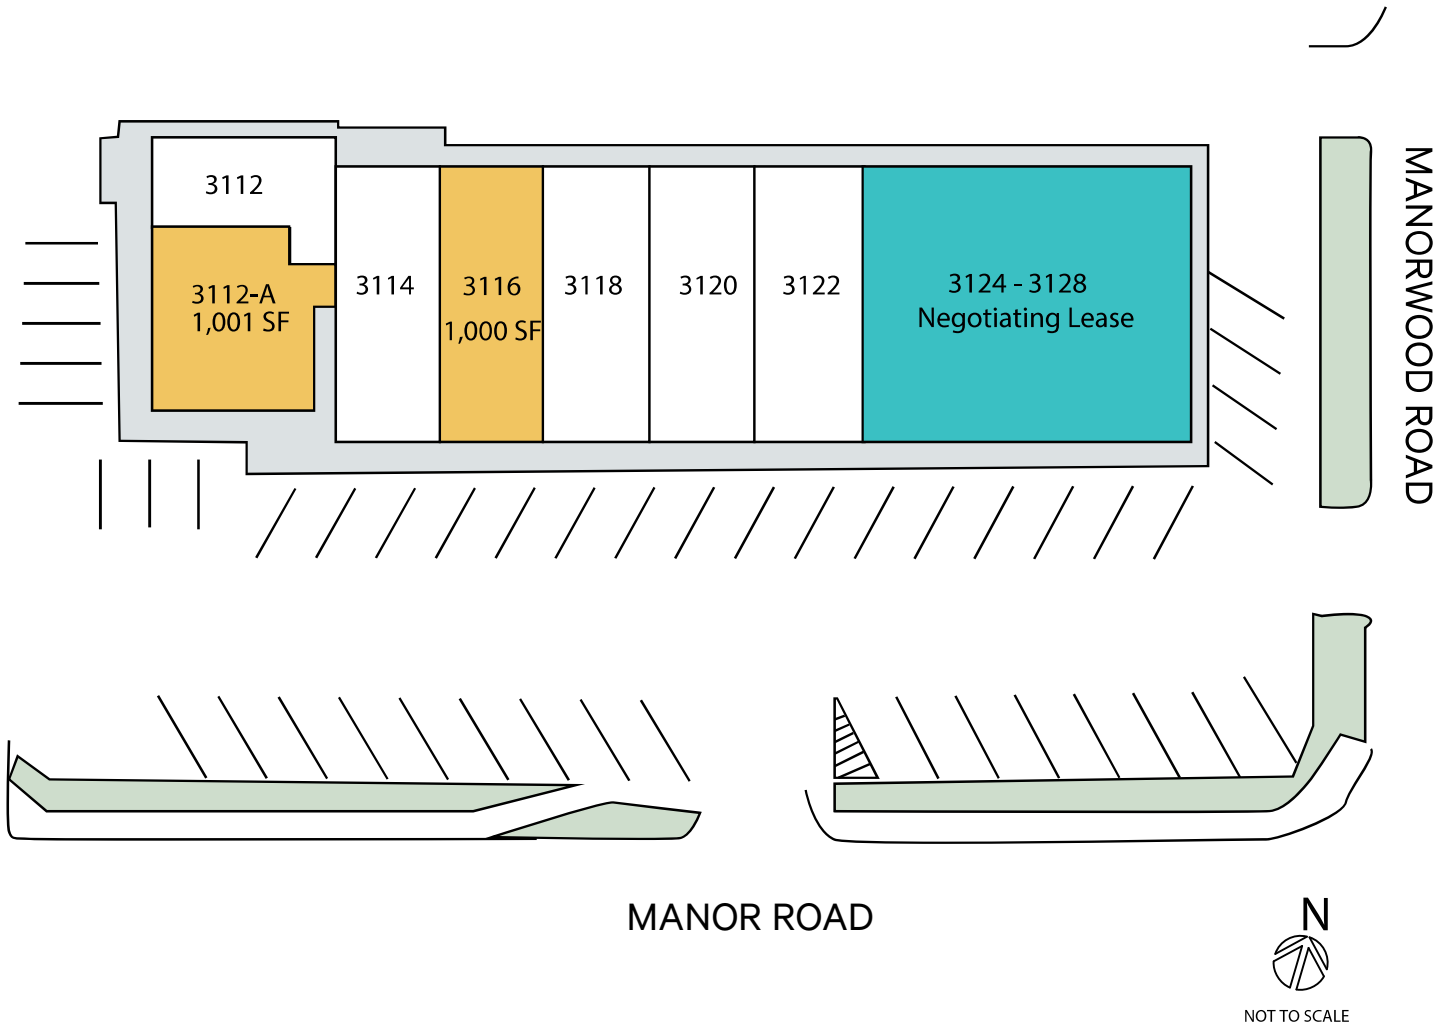 3112
3112-A
1,001 SF
3114
3116
1,000 SF
3118
3120
3122
3124 - 3128
Negotiating Lease
MANORWOOD ROAD
MANOR ROAD
N
NOT TO SCALE